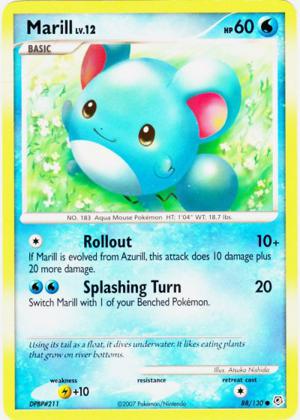 Marill LV.12 HP 60
BASIC
NO. 183 Aqua Mouse Pokémon HT: 1'04" WT: 18.7 lbs.
Rollout 10+
If Marill is evolved from Azurill, this attack does 10 damage plus
20 more damage.
Splashing Turn 20
Switch Marill with 1 of your Benched Pokémon.
Using its tail as a float, it dives underwater. It likes eating plants
that grow on river bottoms.
Illus. Atsuko Nishida
weakness resistance retreat cost
+10
DPBP#211 ©2007 Pokémon/Nintendo 88/130